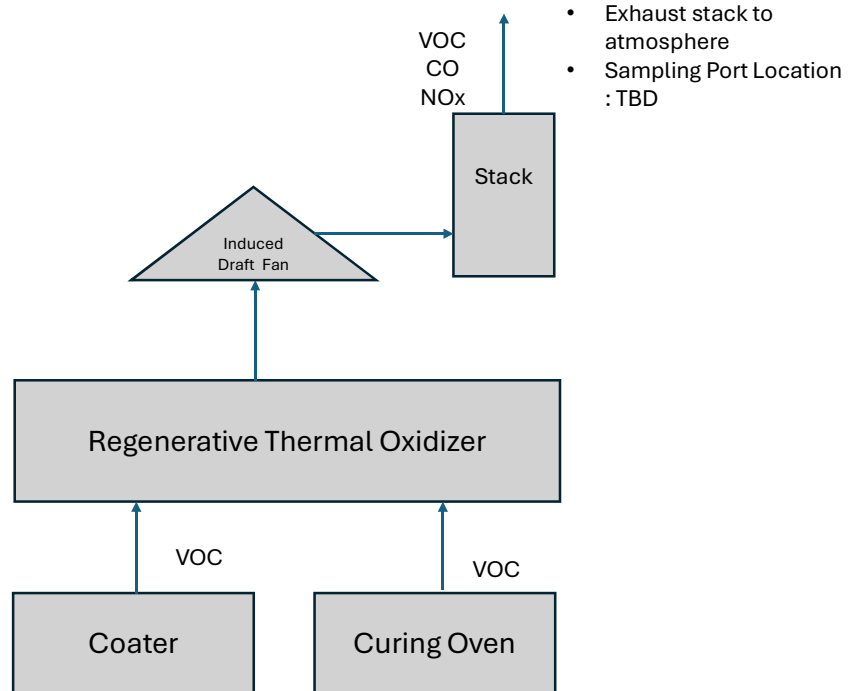 VOC
CO
NOx
• Exhaust stack to
atmosphere
• Sampling Port Location
: TBD
Stack
Induced
Draft Fan
Regenerative Thermal Oxidizer
VOC
VOC
Coater
Curing Oven